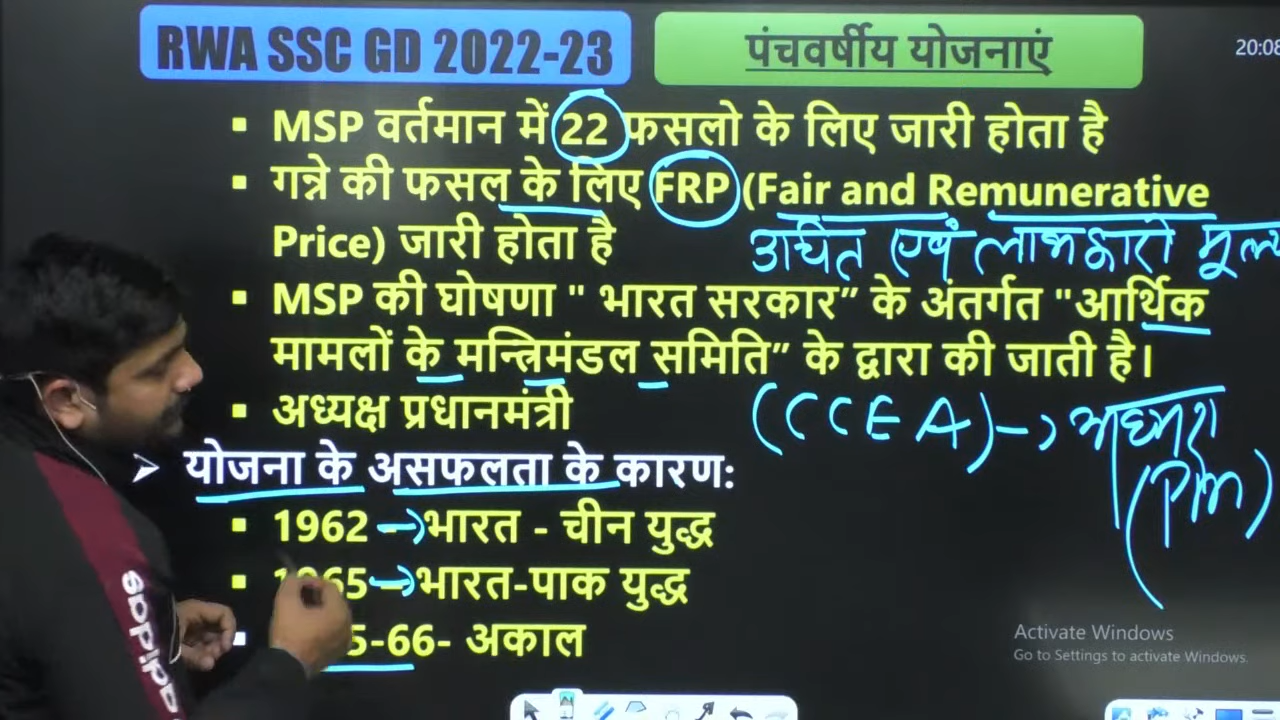 RWA SSC GD 2022-23
पंचवर्षीय योजनाएं
20:08
▪ MSP वर्तमान में 22 फसलो के लिए जारी होता है
▪ गन्ने की फसल के लिए FRP (Fair and Remunerative
Price) जारी होता है
उचित एवं लाभकारी मूल्य
▪ MSP की घोषणा " भारत सरकार” के अंतर्गत "आर्थिक
मामलों के मन्त्रिमंडल समिति” के द्वारा की जाती है।
▪ अध्यक्ष प्रधानमंत्री
(CCEA) → अध्यक्ष
(PM)
➢ योजना के असफलता के कारण:
▪ 1962 → भारत - चीन युद्ध
▪ 1965 → भारत-पाक युद्ध
▪ 5-66- अकाल
adidas
Activate Windows
Go to Settings to activate Windows.